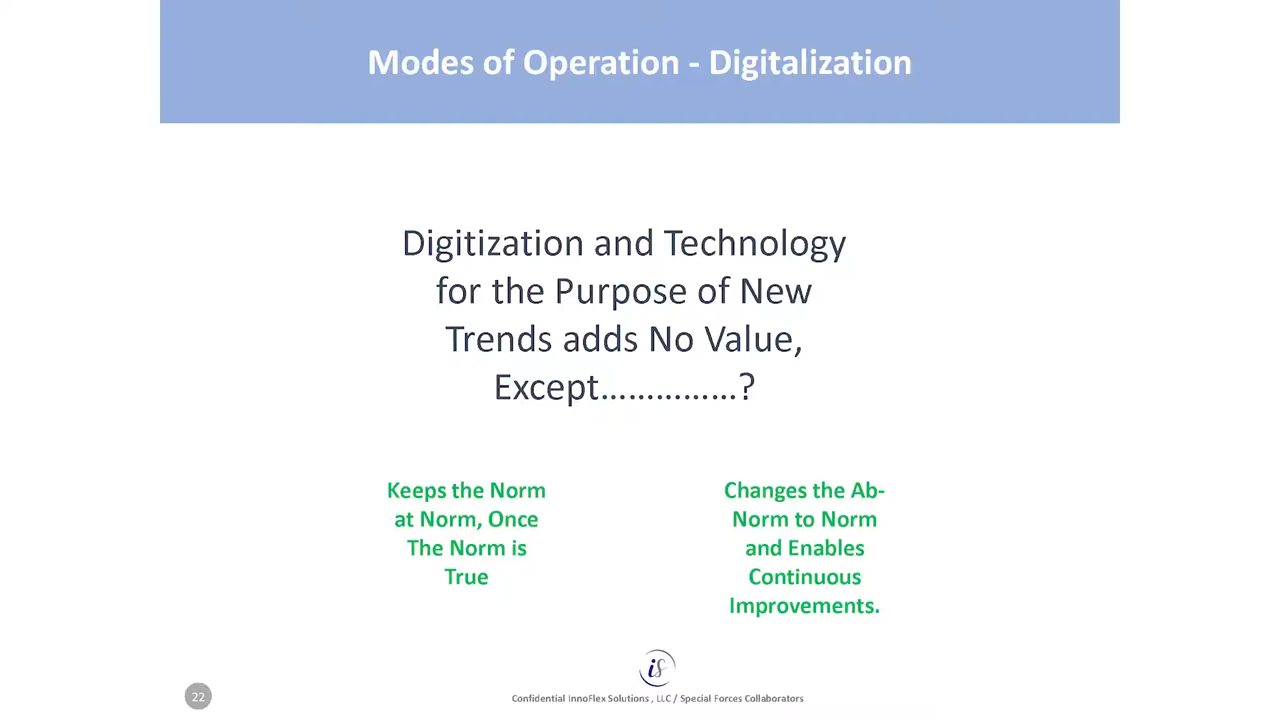 Modes of Operation - Digitalization
Digitization and Technology
for the Purpose of New
Trends adds No Value,
Except……………?
Keeps the Norm
at Norm, Once
The Norm is
True
Changes the Ab-
Norm to Norm
and Enables
Continuous
Improvements.
iS
22
Confidential InnoFlex Solutions , LLC / Special Forces Collaborators